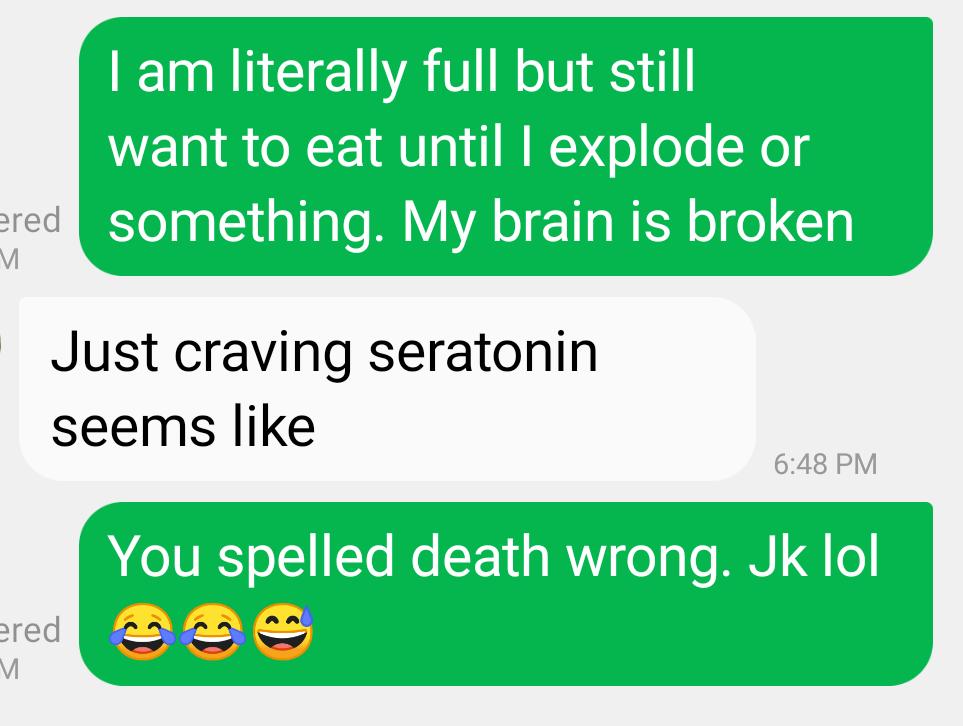 I am literally full but still
want to eat until I explode or
something. My brain is broken
ered
M
Just craving seratonin
seems like
6:48 PM
You spelled death wrong. Jk lol
😂😂😅
ered
M